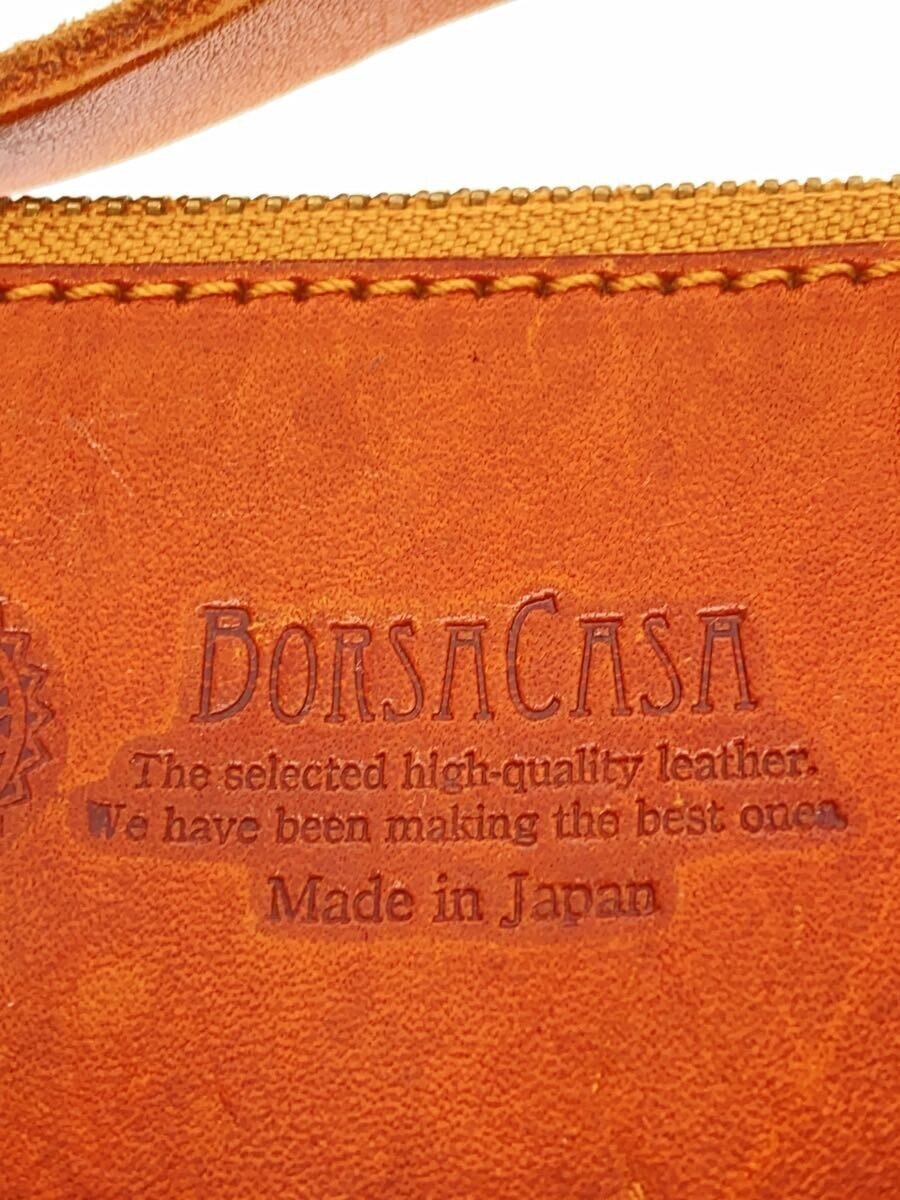 BORSACASA
The selected high-quality leather.
We have been making the best ones.
Made in Japan